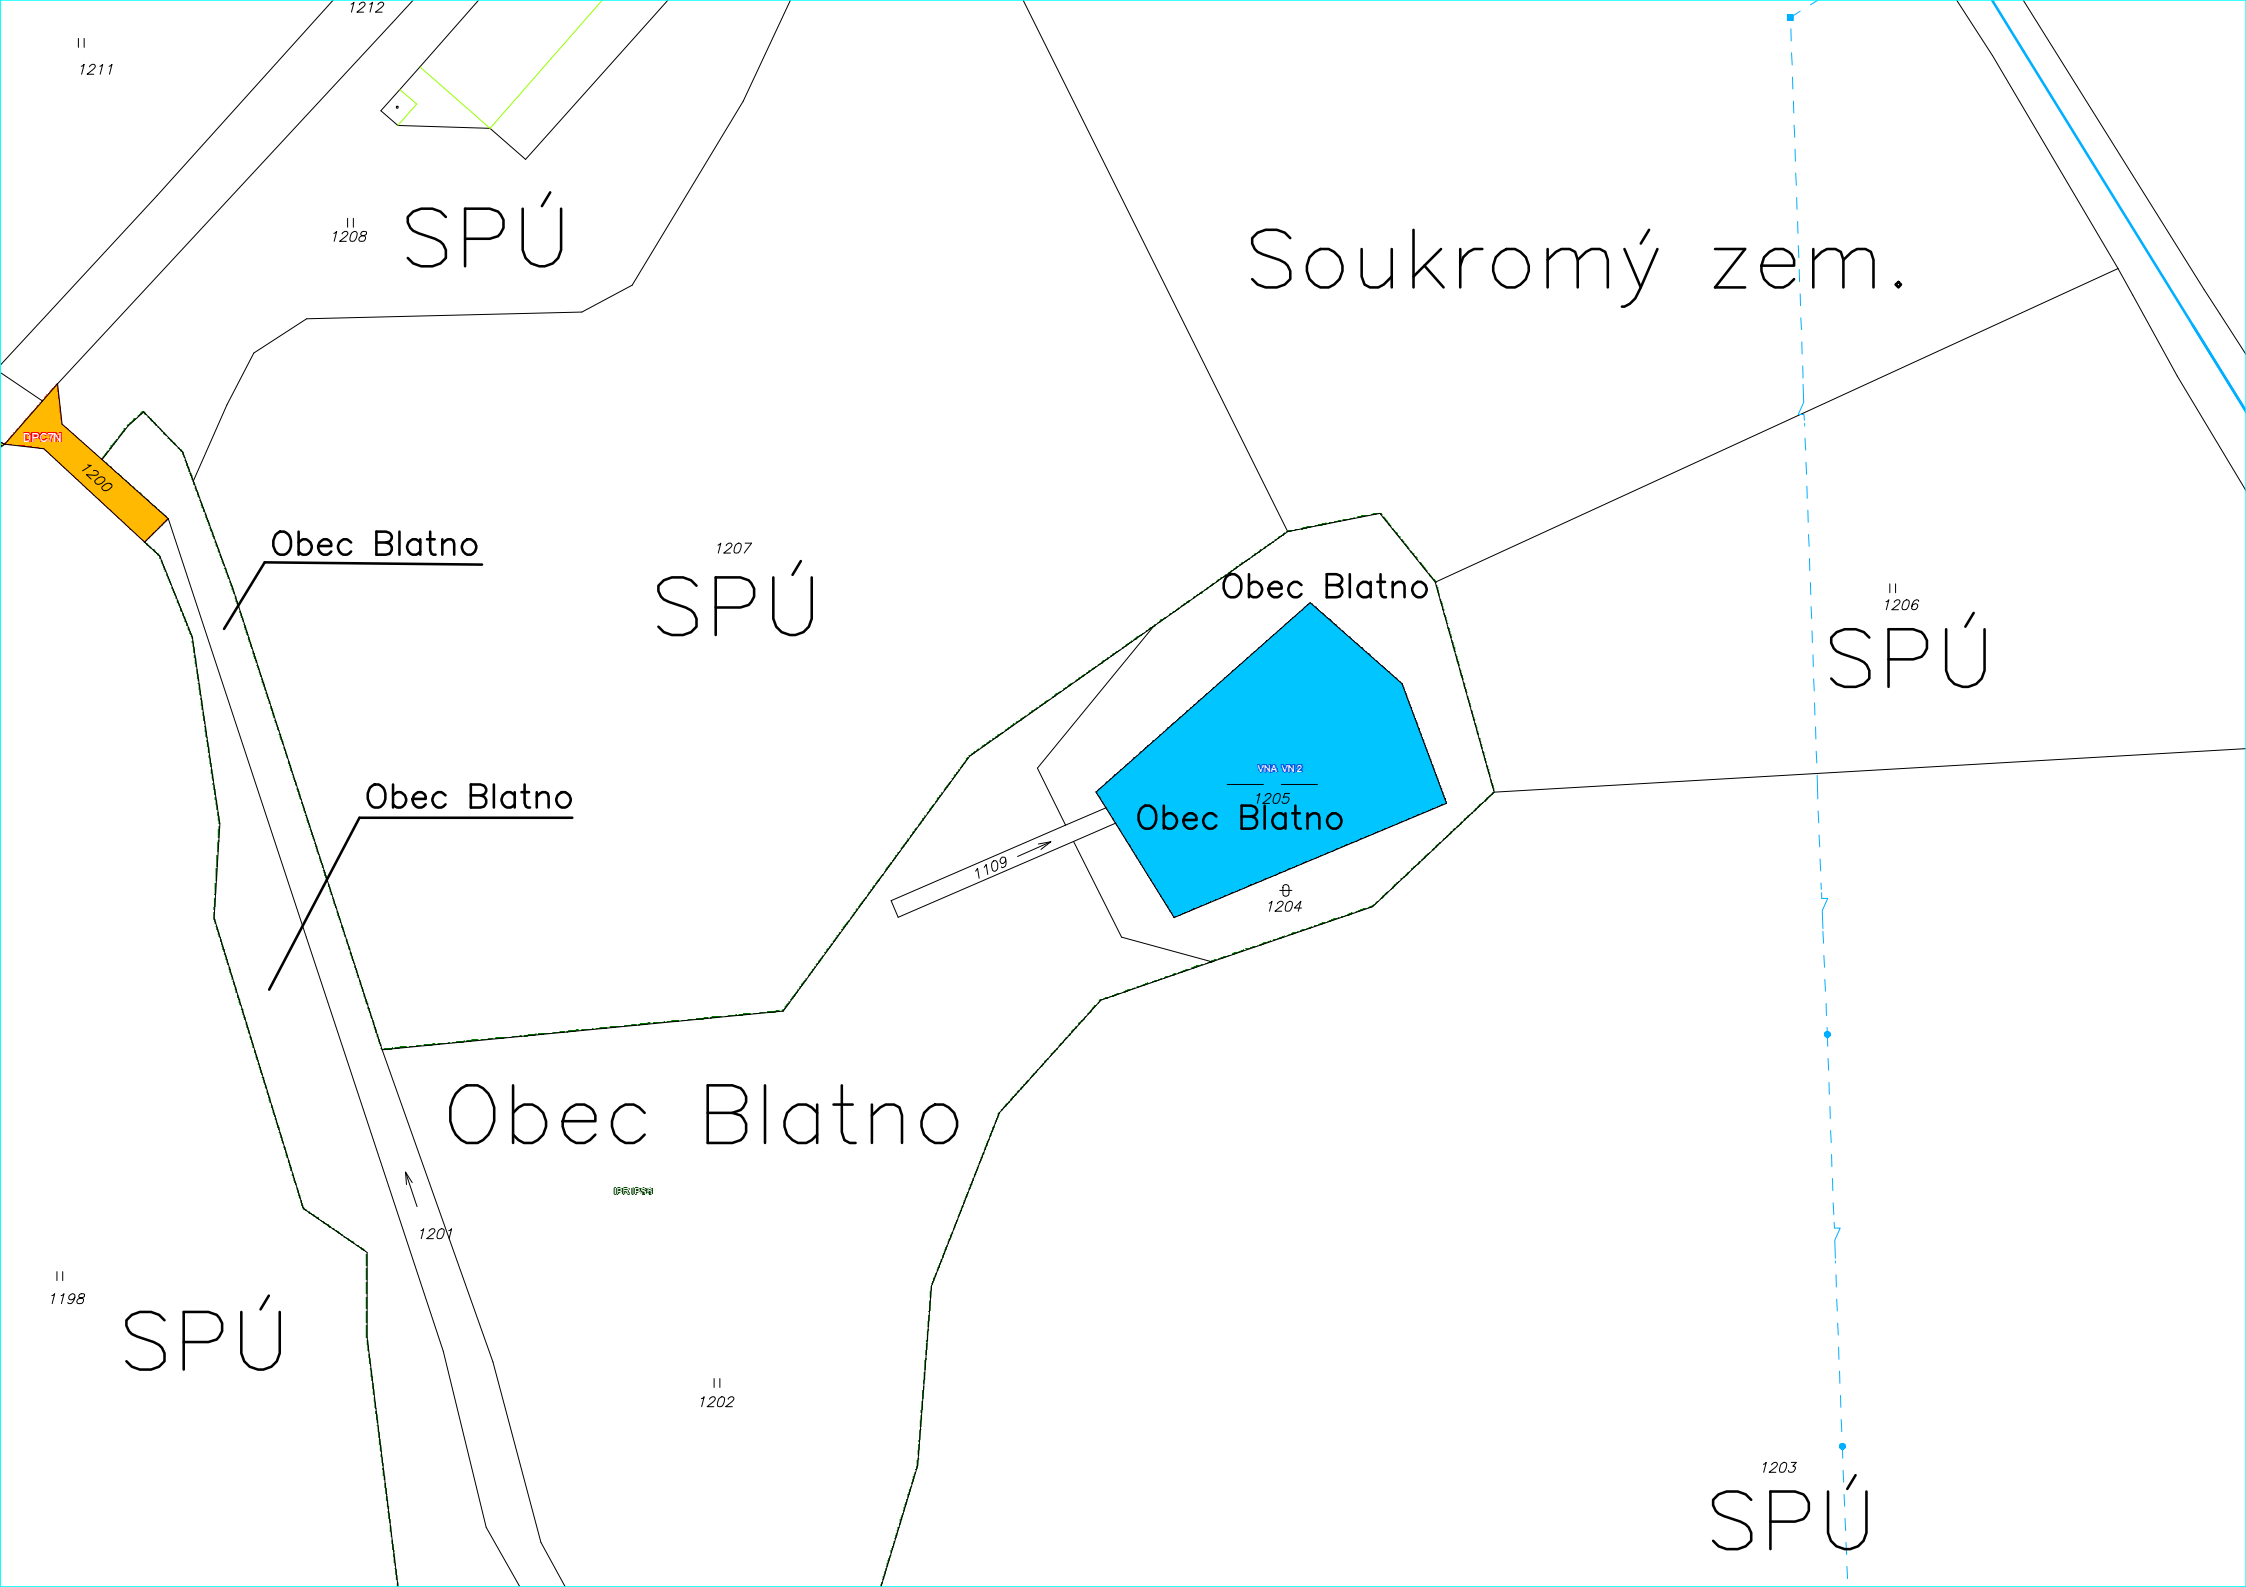 1212
1211
1208
SPÚ
Soukromý zem.
DPC7N
1200
Obec Blatno
1207
SPÚ
Obec Blatno
1206
SPÚ
VNA VN2
1205
Obec Blatno
Obec Blatno
1109
1204
Obec Blatno
1201
1198
SPÚ
1202
1203
SPÚ